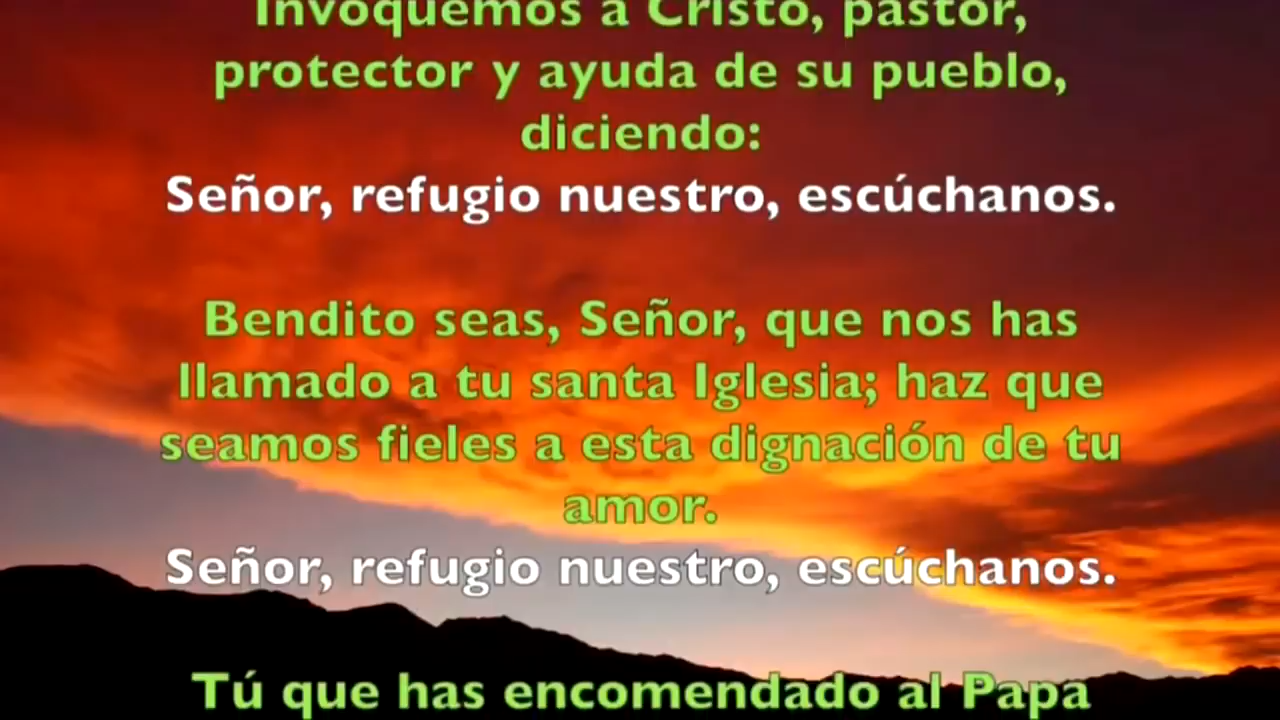 Invoquemos a Cristo, pastor,
protector y ayuda de su pueblo,
diciendo:
Señor, refugio nuestro, escúchanos.
Bendito seas, Señor, que nos has
llamado a tu santa Iglesia; haz que
seamos fieles a esta dignación de tu
amor.
Señor, refugio nuestro, escúchanos.
Tú que has encomendado al Papa